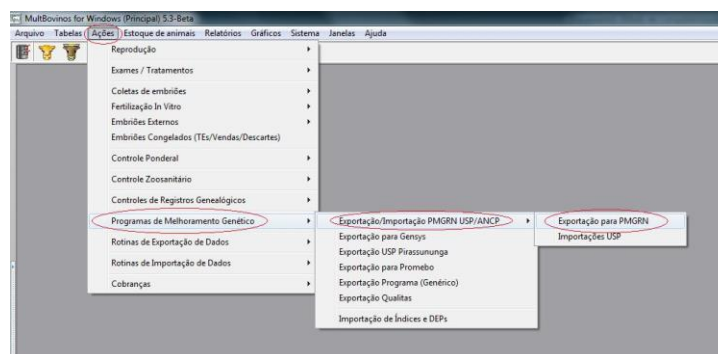 MultBovinos for Windows (Principal) 5.3-Beta
Arquivo Tabelas Ações Estoque de animais Relatórios Gráficos Sistema Janelas Ajuda
Reprodução
Exames / Tratamentos
Coletas de embriões
Fertilização In Vitro
Embriões Externos
Embriões Congelados (TEs/Vendas/Descartes)
Controle Ponderal
Controle Zoosanitário
Controles de Registros Genealógicos
Programas de Melhoramento Genético
Rotinas de Exportação de Dados
Rotinas de Importação de Dados
Cobranças
Exportação/Importação PMGRN USP/ANCP
Exportação para Gensys
Exportação USP Pirassununga
Exportação para Promebo
Exportação Programa (Genérico)
Exportação Qualitas
Importação de Índices e DEPs
Exportação para PMGRN
Importações USP